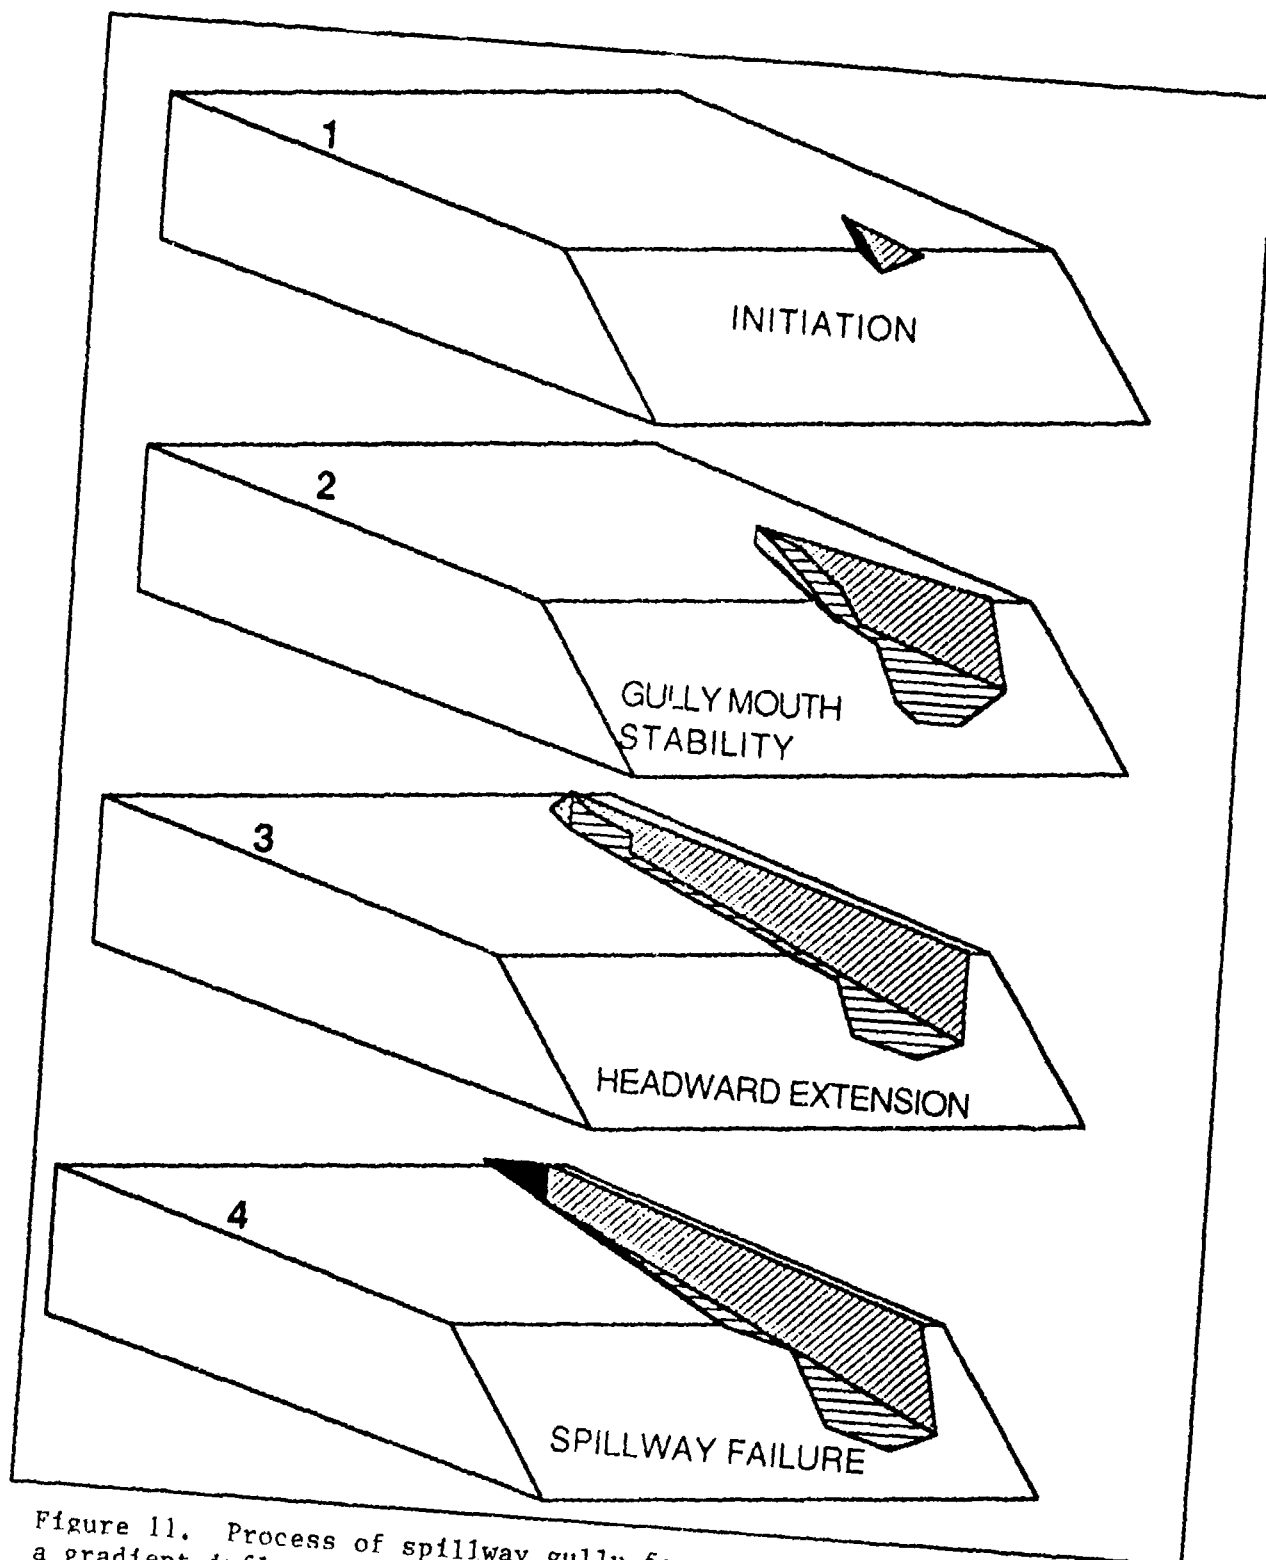 1
INITIATION
2
GULLY MOUTH
STABILITY
3
HEADWARD EXTENSION
4
SPILLWAY FAILURE
Figure 11. Process of spillway gully
a gradient